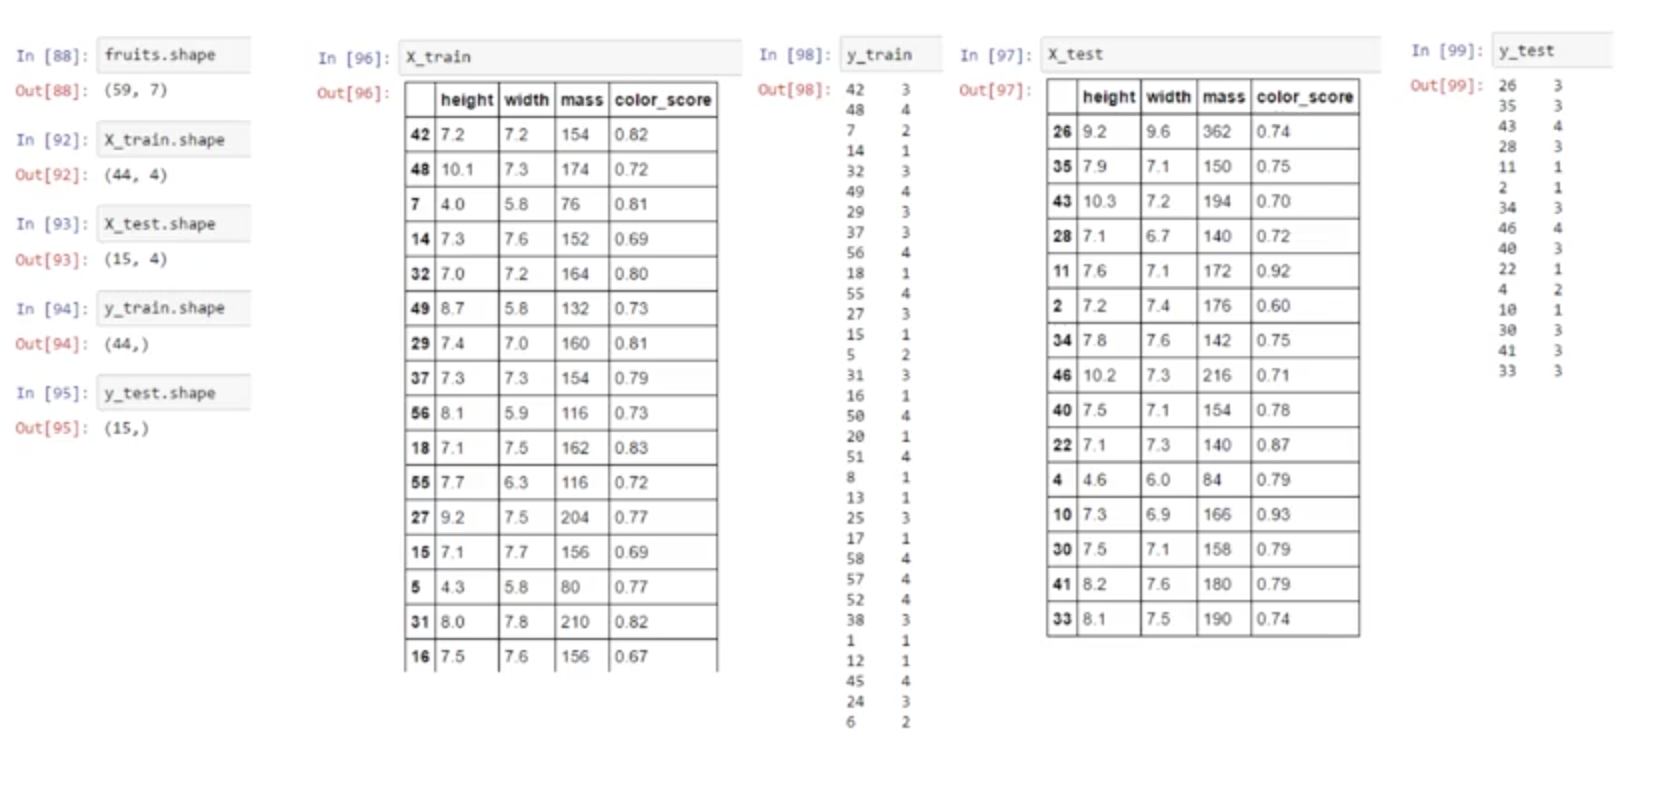 In [88]: fruits.shape
Out[88]: (59, 7)
In [92]: X_train.shape
Out[92]: (44, 4)
In [93]: X_test.shape
Out[93]: (15, 4)
In [94]: y_train.shape
Out[94]: (44,)
In [95]: y_test.shape
Out[95]: (15,)
In [96]: X_train
Out[96]:
height width mass color_score
42 7.2 7.2 154 0.82
48 10.1 7.3 174 0.72
7 4.0 5.8 76 0.81
14 7.3 7.6 152 0.69
32 7.0 7.2 164 0.80
49 8.7 5.8 132 0.73
29 7.4 7.0 160 0.81
37 7.3 7.3 154 0.79
56 8.1 5.9 116 0.73
18 7.1 7.5 162 0.83
55 7.7 6.3 116 0.72
27 9.2 7.5 204 0.77
15 7.1 7.7 156 0.69
5 4.3 5.8 80 0.77
31 8.0 7.8 210 0.82
16 7.5 7.6 156 0.67
In [98]: y_train
Out[98]:
42 3
48 4
7 2
14 1
32 3
49 4
29 3
37 3
56 4
18 1
55 4
27 3
15 1
5 2
31 3
16 1
50 4
20 1
51 4
8 1
13 1
25 3
17 1
58 4
57 4
52 4
38 3
1 1
12 1
45 4
24 3
6 2
In [97]: X_test
Out[97]:
height width mass color_score
26 9.2 9.6 362 0.74
35 7.9 7.1 150 0.75
43 10.3 7.2 194 0.70
28 7.1 6.7 140 0.72
11 7.6 7.1 172 0.92
2 7.2 7.4 176 0.60
34 7.8 7.6 142 0.75
46 10.2 7.3 216 0.71
40 7.5 7.1 154 0.78
22 7.1 7.3 140 0.87
4 4.6 6.0 84 0.79
10 7.3 6.9 166 0.93
30 7.5 7.1 158 0.79
41 8.2 7.6 180 0.79
33 8.1 7.5 190 0.74
In [99]: y_test
Out[99]:
26 3
35 3
43 4
28 3
11 1
2 1
34 3
46 4
40 3
22 1
4 2
10 1
30 3
41 3
33 3